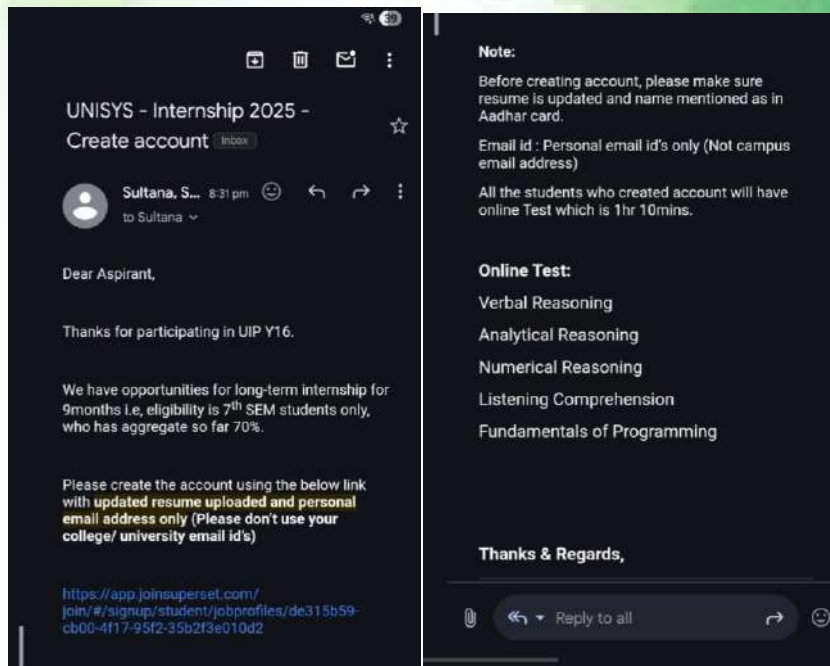 39
UNISYS - Internship 2025 -
Create account Inbox
Sultana, S... 8:31 pm
to Sultana
Dear Aspirant,
Thanks for participating in UIP Y16.
We have opportunities for long-term internship for
9months i.e, eligibility is 7th SEM students only,
who has aggregate so far 70%.
Please create the account using the below link
with updated resume uploaded and personal
email address only (Please don't use your
college/ university email id's)
https://app.joinsuperset.com/
join/#/signup/student/jobprofiles/de315b59-
cb00-4f17-95f2-35b2f3e010d2
Note:
Before creating account, please make sure
resume is updated and name mentioned as in
Aadhar card.
Email id : Personal email id's only (Not campus
email address)
All the students who created account will have
online Test which is 1hr 10mins.
Online Test:
Verbal Reasoning
Analytical Reasoning
Numerical Reasoning
Listening Comprehension
Fundamentals of Programming
Thanks & Regards,
Reply to all